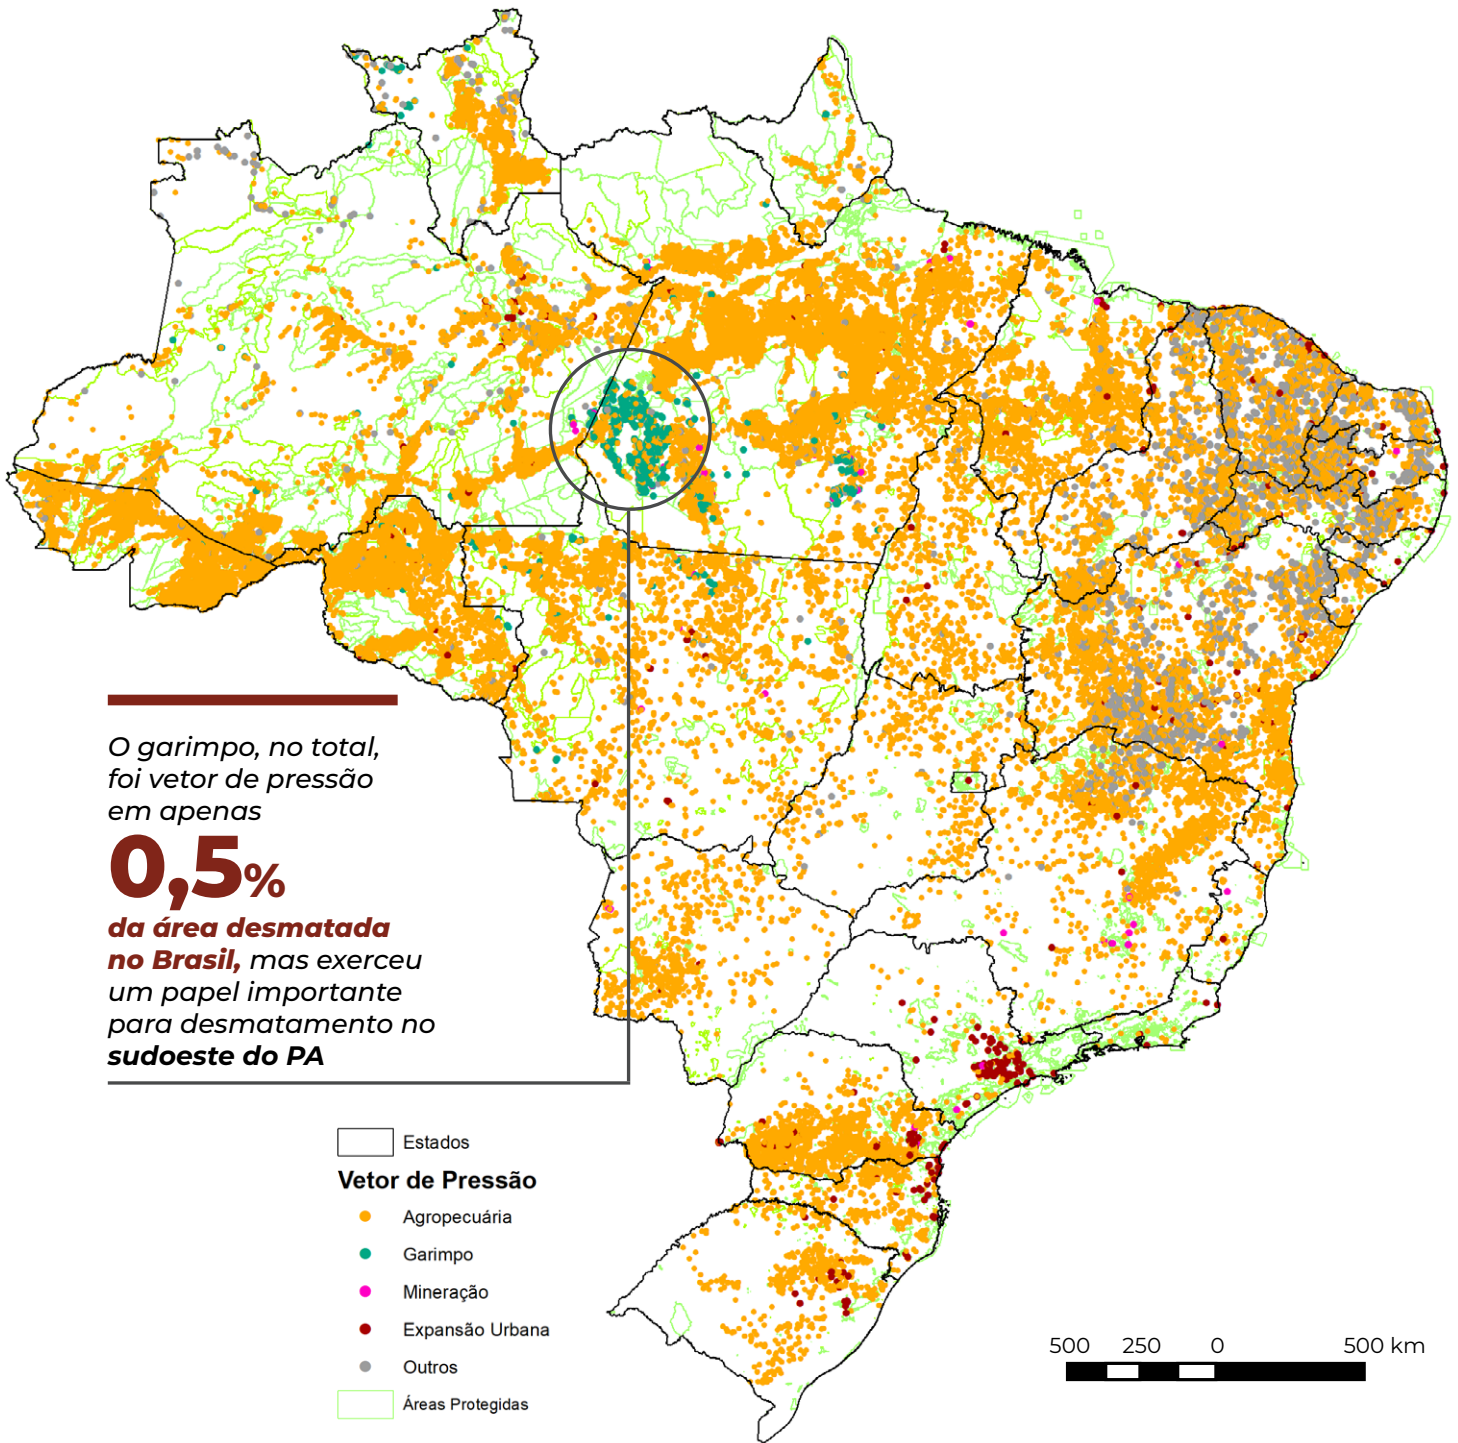 O garimpo, no total,
foi vetor de pressão
em apenas
0,5%
da área desmatada
no Brasil, mas exerceu
um papel importante
para desmatamento no
sudoeste do PA
Estados
Vetor de Pressão
Agropecuária
Garimpo
Mineração
Expansão Urbana
Outros
Áreas Protegidas
500 250 0 500 km